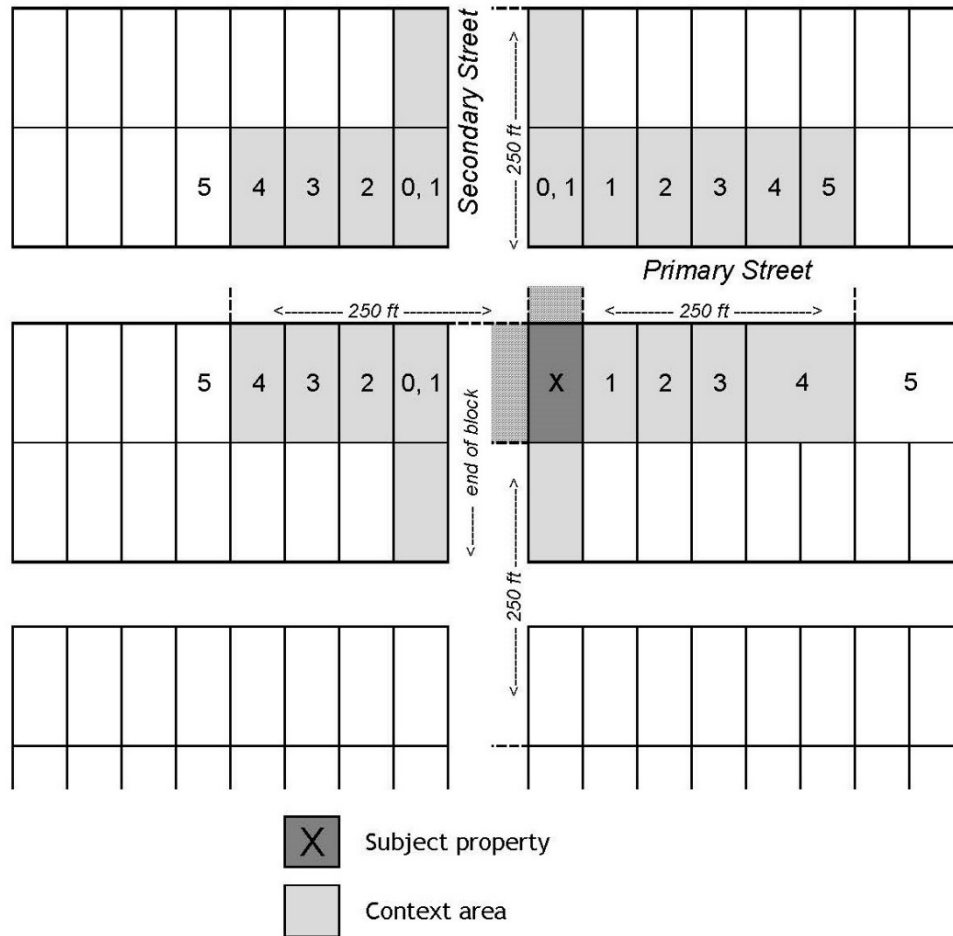 Secondary Street
<------ 250 ft ------>
5 4 3 2 0, 1
0, 1 1 2 3 4 5
Primary Street
<-------- 250 ft ----------->
<-------- 250 ft ----------->
5 4 3 2 0, 1
X 1 2 3 4 5
<------ end of block
<------ 250 ft ------>
X Subject property
Context area